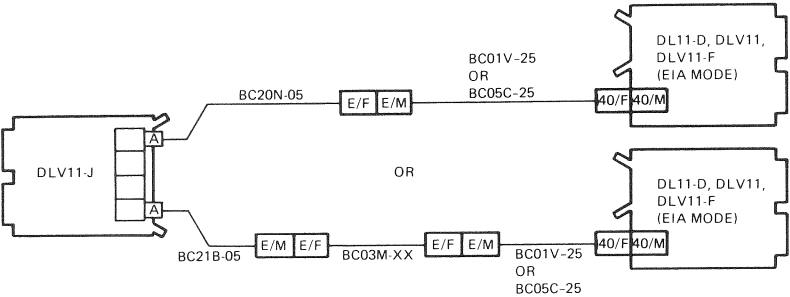 BC01V-25
OR
BC05C-25
DL11-D, DLV11,
DLV11-F
(EIA MODE)
BC20N-05
E/F E/M
40/F 40/M
A
DLV11-J
OR
A
DL11-D, DLV11,
DLV11-F
(EIA MODE)
E/M E/F
E/F E/M
40/F 40/M
BC21B-05
BC03M-XX
BC01V-25
OR
BC05C-25